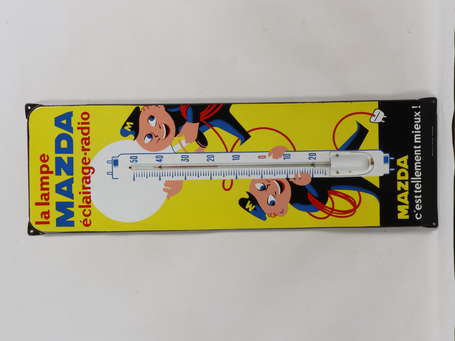 la lampe
MAZDA
éclairage-radio
M
50
40
30
20
10
0
10
20
W
MAZDA
c'est tellement mieux !